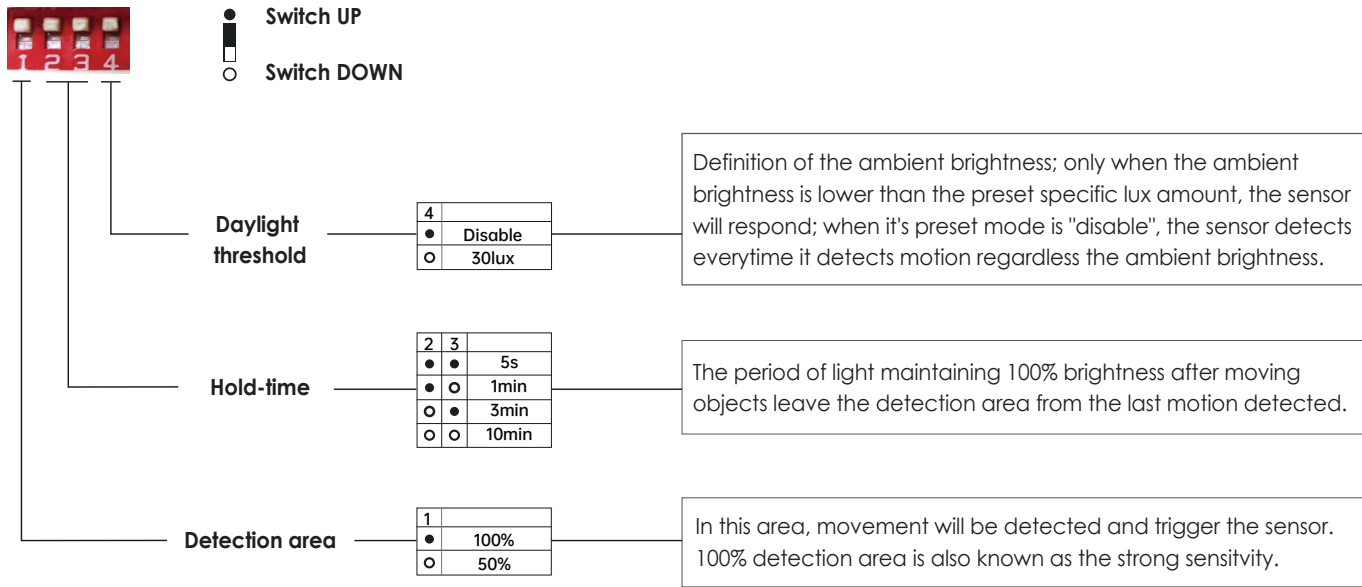 1 2 3 4
Switch UP
Switch DOWN
Daylight
threshold
4
Disable
30lux
Definition of the ambient brightness; only when the ambient
brightness is lower than the preset specific lux amount, the sensor
will respond; when it's preset mode is "disable", the sensor detects
everytime it detects motion regardless the ambient brightness.
Hold-time
2 3
5s
1min
3min
10min
The period of light maintaining 100% brightness after moving
objects leave the detection area from the last motion detected.
Detection area
1
100%
50%
In this area, movement will be detected and trigger the sensor.
100% detection area is also known as the strong sensitvity.